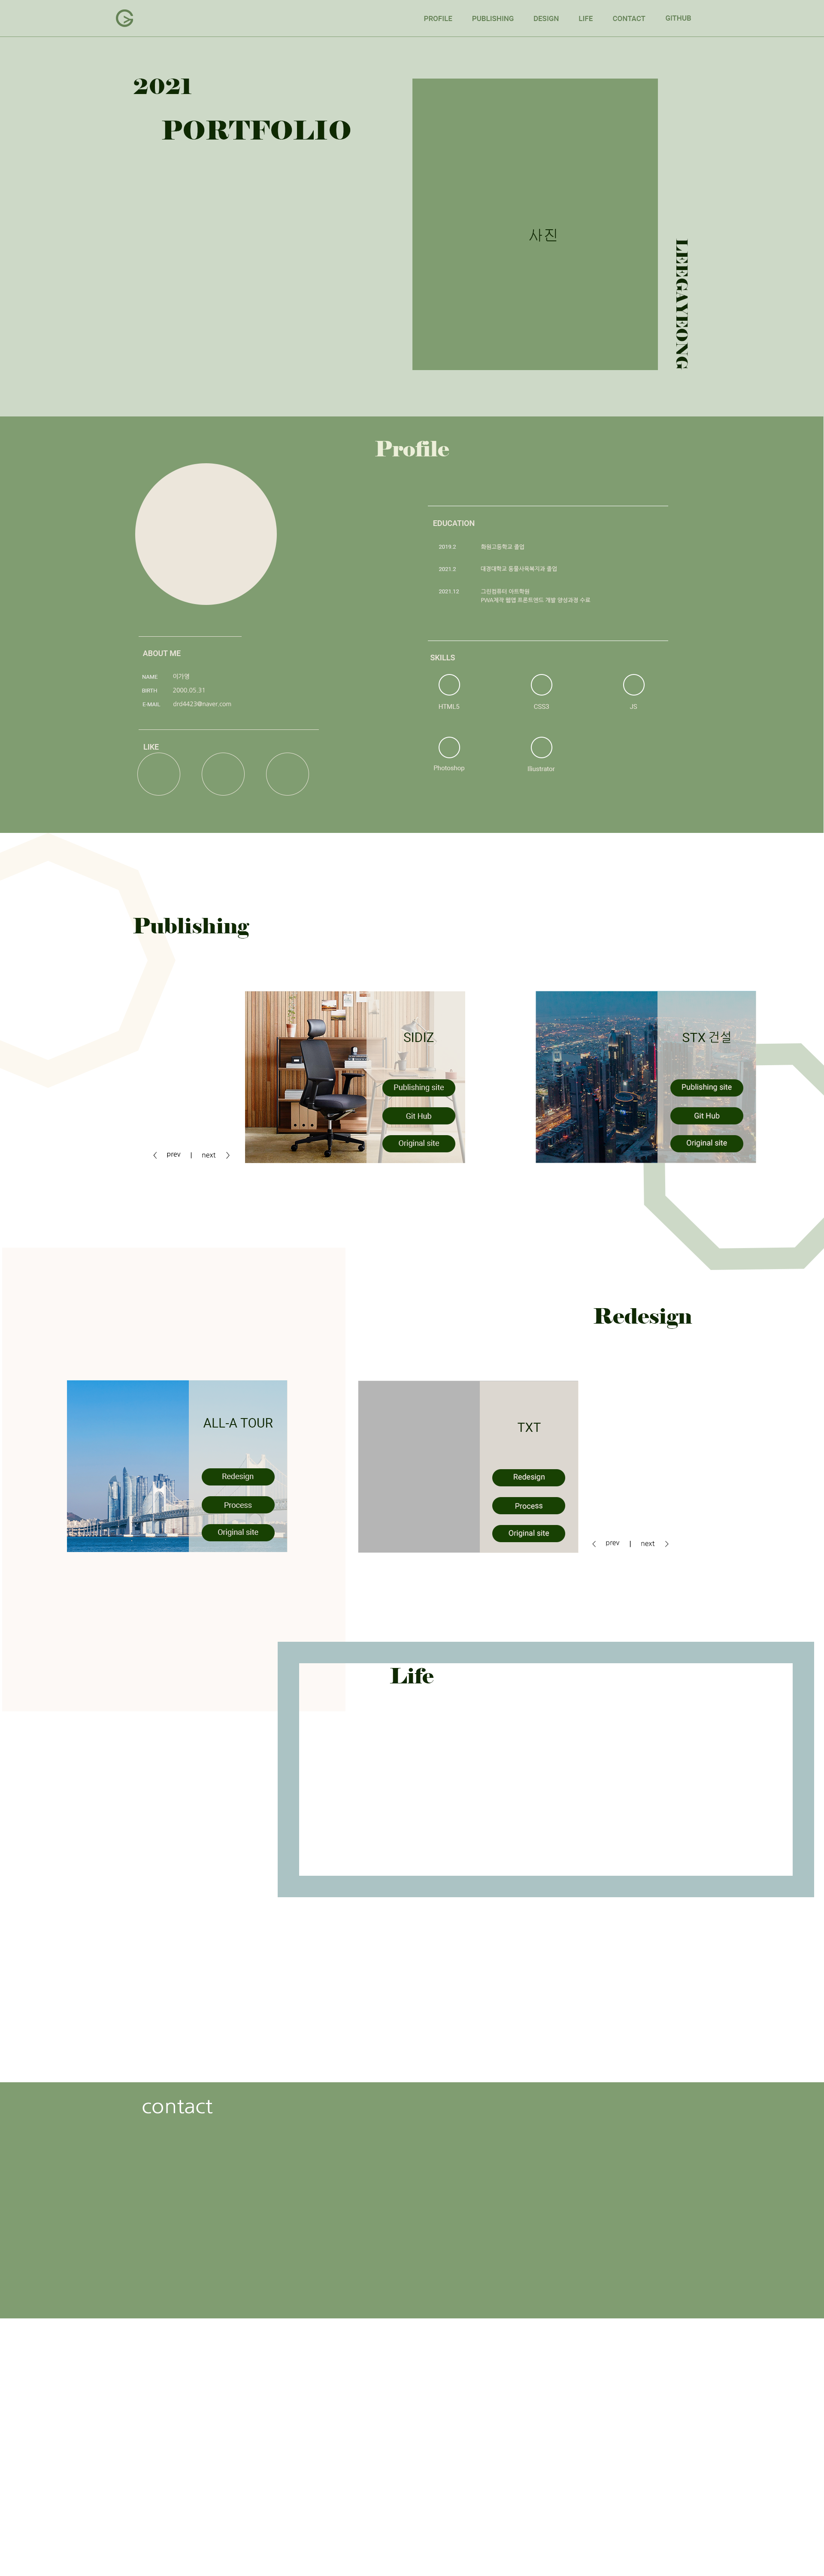 PROFILE PUBLISHING DESIGN LIFE CONTACT GITHUB
2021
PORTFOLIO
사진
LEEGAYEONG
Profile
EDUCATION
2019.2 화원고등학교 졸업
2021.2 대경대학교 동물사육복지과 졸업
2021.12 그린컴퓨터 아트학원
PWA제작 웹앱 프론트앤드 개발 양성과정 수료
ABOUT ME
NAME 이가영
BIRTH 2000.05.31
E-MAIL drd4423@naver.com
LIKE
SKILLS
HTML5 CSS3 JS
Photoshop illustrator
Publishing
SIDIZ
Publishing site
Git Hub
Original site
STX 건설
Publishing site
Git Hub
Original site
prev | next
Redesign
ALL-A TOUR
Redesign
Process
Original site
TXT
Redesign
Process
Original site
prev | next
Life
contact